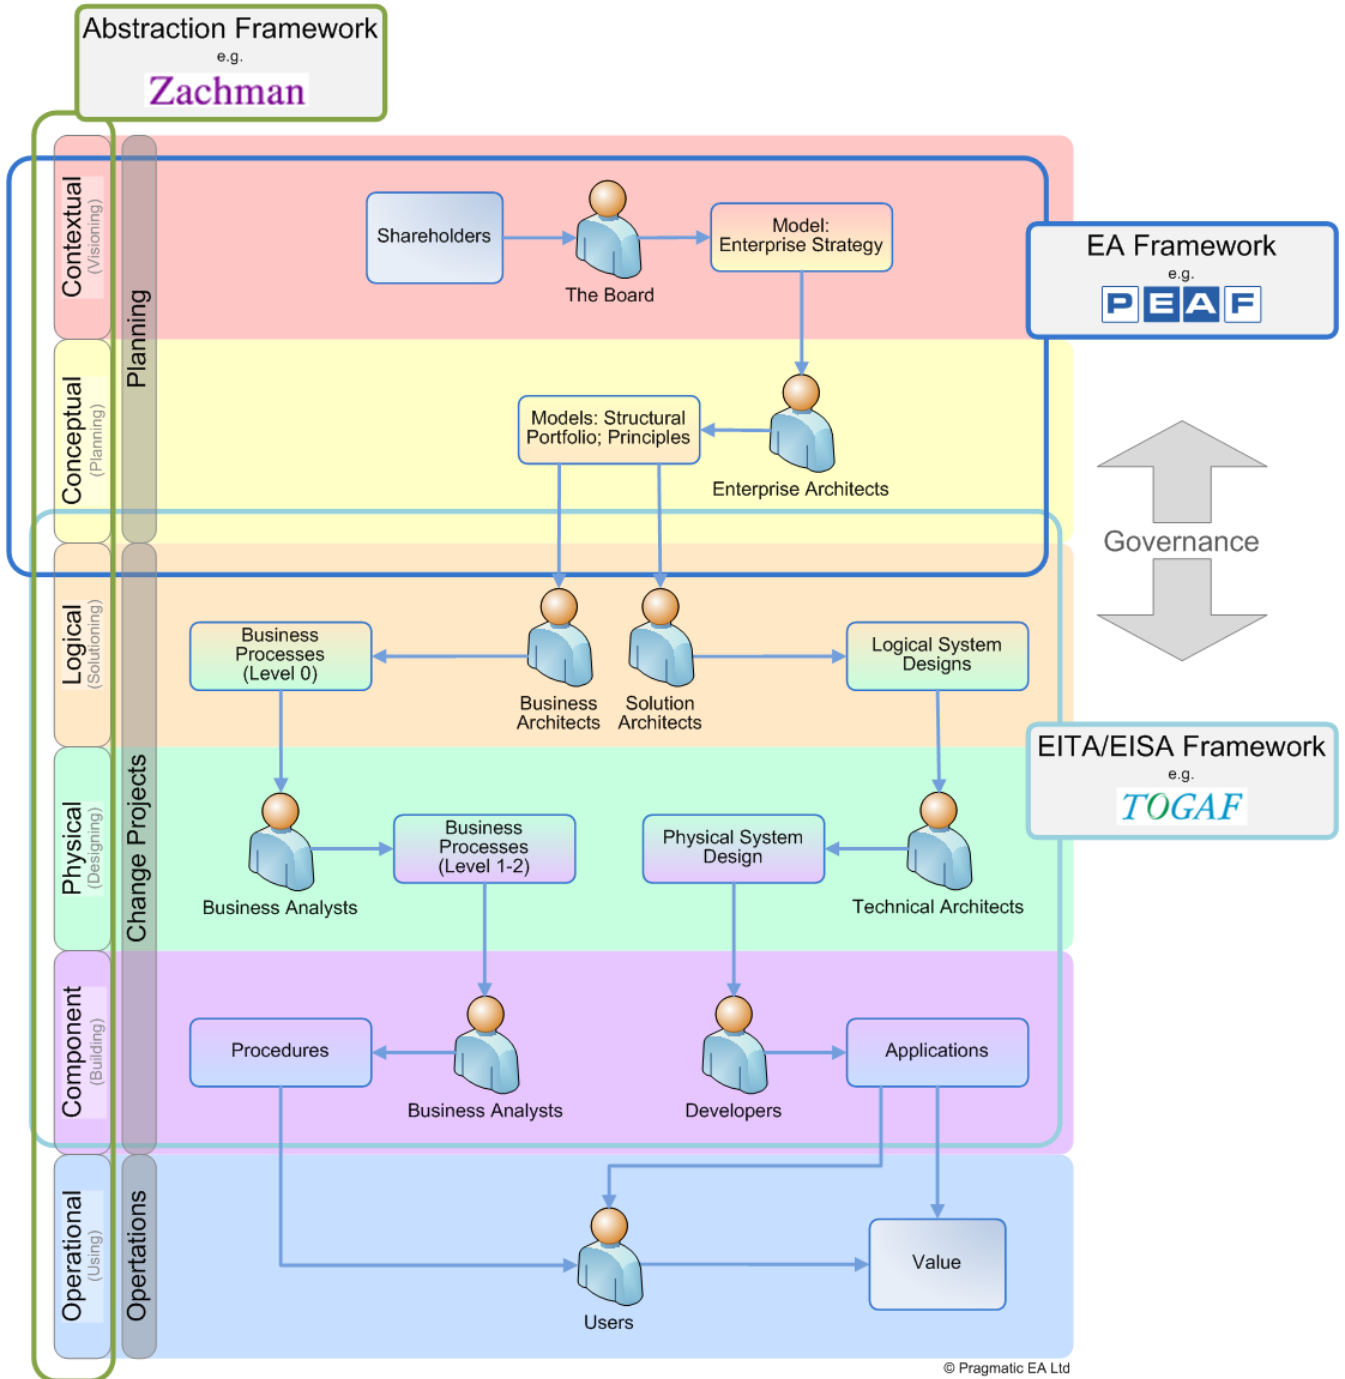 Abstraction Framework
e.g.
Zachman
Contextual
(Visioning)
Planning
Shareholders
The Board
Model:
Enterprise Strategy
EA Framework
e.g.
PEAF
Conceptual
(Planning)
Models: Structural
Portfolio; Principles
Enterprise Architects
Governance
Logical
(Solutioning)
Change Projects
Business
Processes
(Level 0)
Business
Architects
Solution
Architects
Logical System
Designs
EITA/EISA Framework
e.g.
TOGAF
Physical
(Designing)
Business Analysts
Business
Processes
(Level 1-2)
Physical System
Design
Technical Architects
Component
(Building)
Procedures
Business Analysts
Developers
Applications
Operational
(Using)
Opertations
Users
Value
© Pragmatic EA Ltd